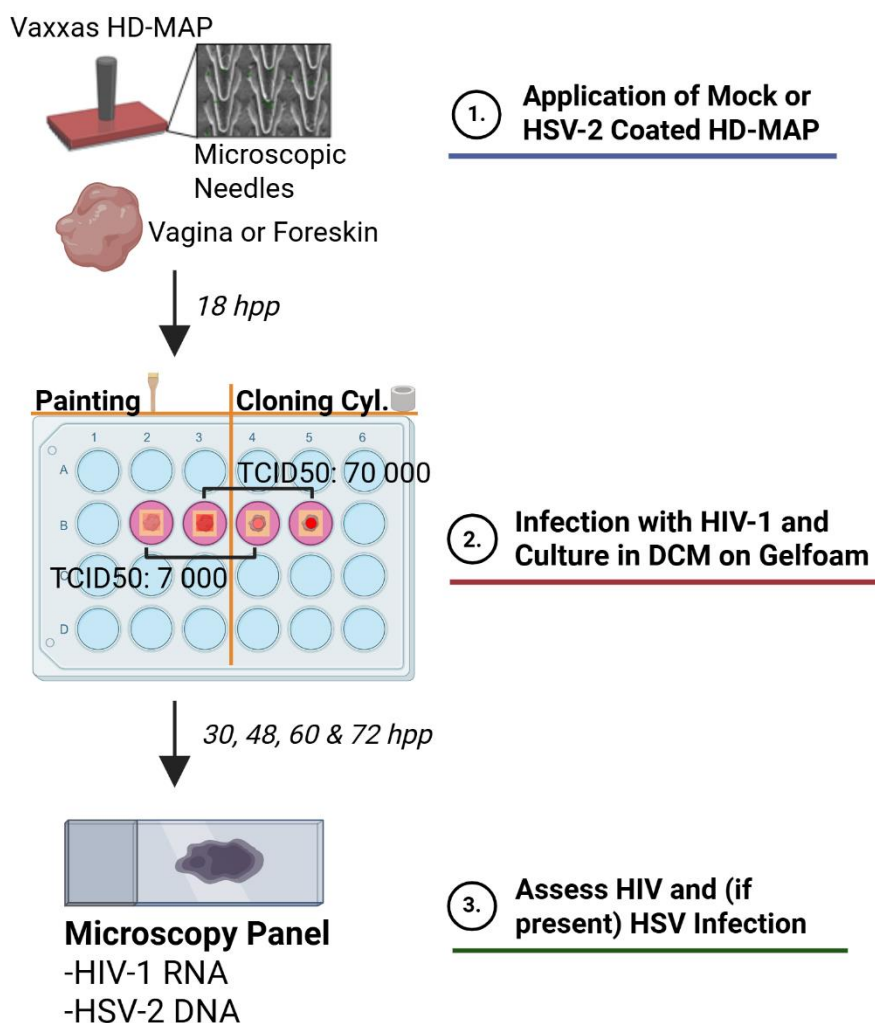 Vaxxas HD-MAP
Microscopic
Needles
Vagina or Foreskin
1.
Application of Mock or
HSV-2 Coated HD-MAP
18 hpp
Painting
Cloning Cyl.
1 2 3 4 5 6
A
TCID50: 70 000
B
C
TCID50: 7 000
D
2.
Infection with HIV-1 and
Culture in DCM on Gelfoam
30, 48, 60 & 72 hpp
3.
Assess HIV and (if
present) HSV Infection
Microscopy Panel
-HIV-1 RNA
-HSV-2 DNA